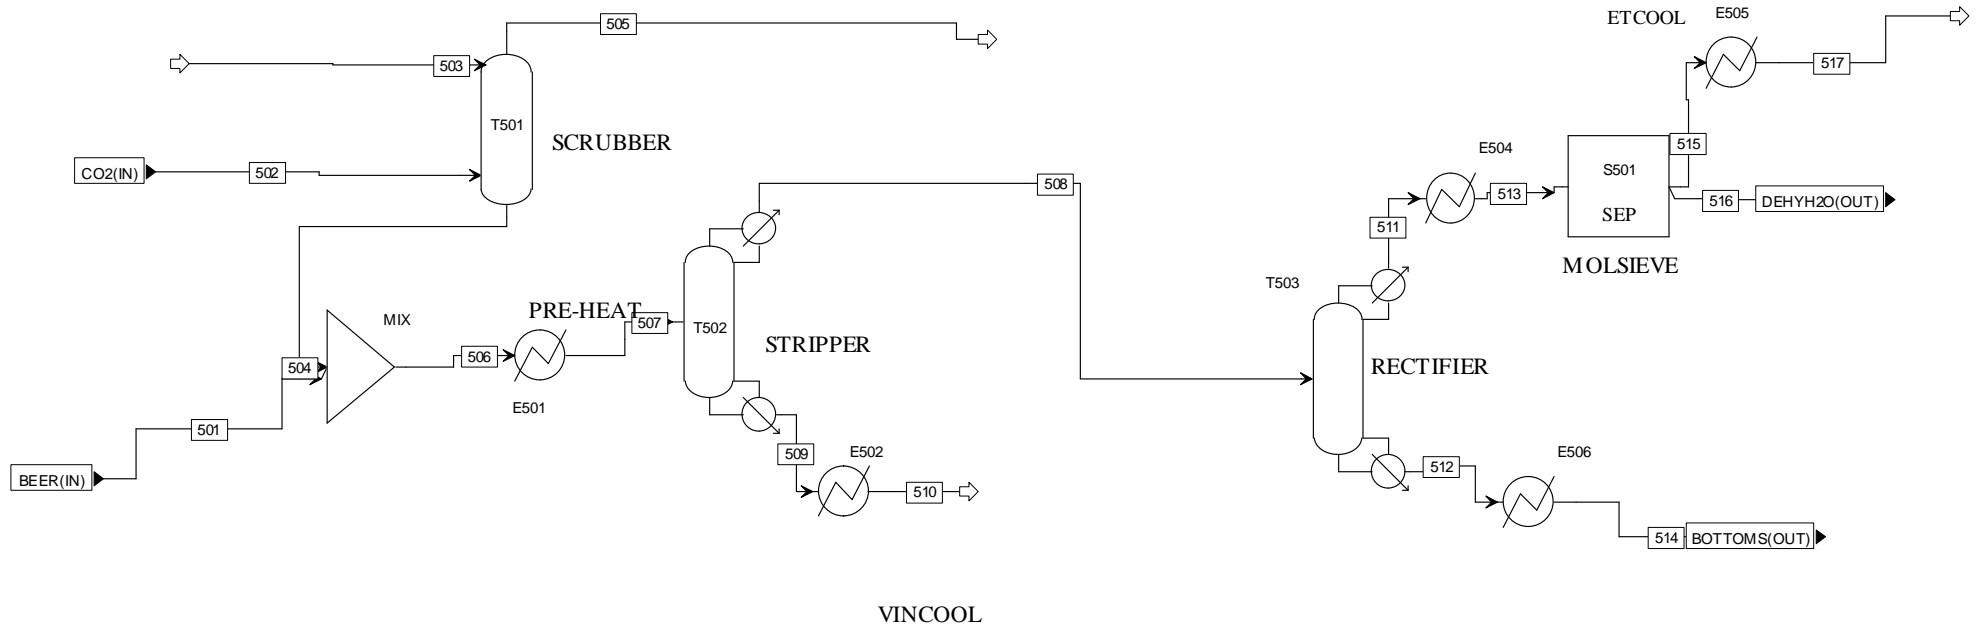 505
ETCOOL
E505
503
517
T501
SCRUBBER
515
E504
S501
CO2(IN)
502
508
513
SEP
516
DEHYH2O(OUT)
511
MOLSIEVE
T503
PRE-HEAT
MIX
507
T502
STRIPPER
506
504
RECTIFIER
E501
501
509
E502
E506
BEER(IN)
512
510
514
BOTTOMS(OUT)
VINCOOL